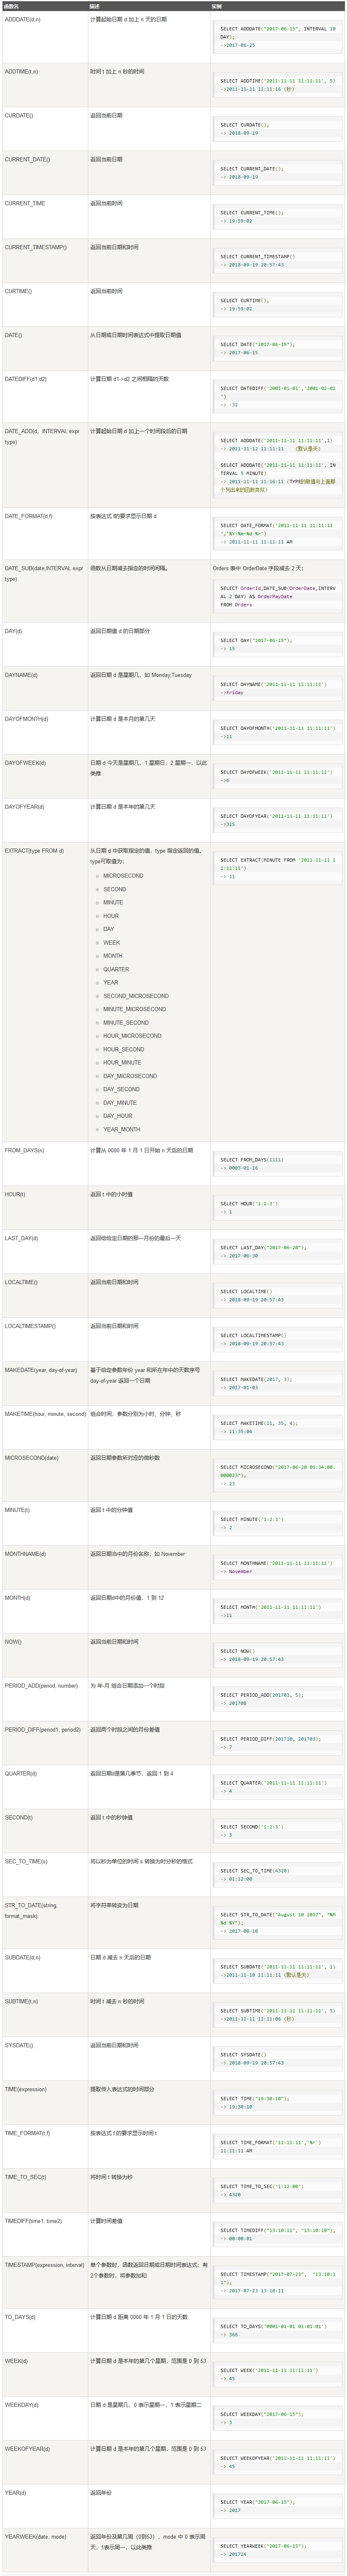 函数名 描述 实例
ADDDATE(d,n) 计算起始日期 d 加上 n 天的日期
SELECT ADDDATE("2017-06-15", INTERVAL 10
DAY);
->2017-06-25
ADDTIME(t,n) 时间 t 加上 n 秒的时间
SELECT ADDTIME('2011-11-11 11:11:11', 5)
->2011-11-11 11:11:16 (秒)
CURDATE() 返回当前日期
SELECT CURDATE();
-> 2018-09-19
CURRENT_DATE() 返回当前日期
SELECT CURRENT_DATE();
-> 2018-09-19
CURRENT_TIME 返回当前时间
SELECT CURRENT_TIME();
-> 19:59:02
CURRENT_TIMESTAMP() 返回当前日期和时间
SELECT CURRENT_TIMESTAMP()
-> 2018-09-19 20:57:43
CURTIME() 返回当前时间
SELECT CURTIME();
-> 19:59:02
DATE() 从日期或日期时间表达式中提取日期值
SELECT DATE("2017-06-15");
-> 2017-06-15
DATEDIFF(d1,d2) 计算日期 d1->d2 之间相隔的天数
SELECT DATEDIFF('2001-01-01','2001-02-02
')
-> -32
DATE_ADD(d，INTERVAL expr
type)
计算起始日期 d 加上一个时间段后的日期
SELECT ADDDATE('2011-11-11 11:11:11',1)
-> 2011-11-12 11:11:11 (默认是天)
SELECT ADDDATE('2011-11-11 11:11:11', IN
TERVAL 5 MINUTE)
-> 2011-11-11 11:16:11 (TYPE的取值与上面那
个列出来的函数类似)
DATE_FORMAT(d,f) 按表达式 f的要求显示日期 d
SELECT DATE_FORMAT('2011-11-11 11:11:11
','%Y-%m-%d %r')
-> 2011-11-11 11:11:11 AM
DATE_SUB(date,INTERVAL expr
type)
函数从日期减去指定的时间间隔。
Orders 表中 OrderDate 字段减去 2 天：
SELECT OrderId,DATE_SUB(OrderDate,INTERV
AL 2 DAY) AS OrderPayDate
FROM Orders
DAY(d) 返回日期值 d 的日期部分
SELECT DAY("2017-06-15");
-> 15
DAYNAME(d) 返回日期 d 是星期几，如 Monday,Tuesday
SELECT DAYNAME('2011-11-11 11:11:11')
->Friday
DAYOFMONTH(d) 计算日期 d 是本月的第几天
SELECT DAYOFMONTH('2011-11-11 11:11:11')
->11
DAYOFWEEK(d) 日期 d 今天是星期几，1 星期日，2 星期一，以此
类推
SELECT DAYOFWEEK('2011-11-11 11:11:11')
->6
DAYOFYEAR(d) 计算日期 d 是本年的第几天
SELECT DAYOFYEAR('2011-11-11 11:11:11')
->315
EXTRACT(type FROM d) 从日期 d 中获取指定的值，type 指定返回的值。
type可取值为：
MICROSECOND
SECOND
MINUTE
HOUR
DAY
WEEK
MONTH
QUARTER
YEAR
SECOND_MICROSECOND
MINUTE_MICROSECOND
MINUTE_SECOND
HOUR_MICROSECOND
HOUR_SECOND
HOUR_MINUTE
DAY_MICROSECOND
DAY_SECOND
DAY_MINUTE
DAY_HOUR
YEAR_MONTH
SELECT EXTRACT(MINUTE FROM '2011-11-11 1
1:11:11')
-> 11
FROM_DAYS(n) 计算从 0000 年 1 月 1 日开始 n 天后的日期
SELECT FROM_DAYS(1111)
-> 0003-01-16
HOUR(t) 返回 t 中的小时值
SELECT HOUR('1:2:3')
-> 1
LAST_DAY(d) 返回给给定日期的那一月份的最后一天
SELECT LAST_DAY("2017-06-20");
-> 2017-06-30
LOCALTIME() 返回当前日期和时间
SELECT LOCALTIME()
-> 2018-09-19 20:57:43
LOCALTIMESTAMP() 返回当前日期和时间
SELECT LOCALTIMESTAMP()
-> 2018-09-19 20:57:43
MAKEDATE(year, day-of-year) 基于给定参数年份 year 和所在年中的天数序号
day-of-year 返回一个日期
SELECT MAKEDATE(2017, 3);
-> 2017-01-03
MAKETIME(hour, minute, second) 组合时间，参数分别为小时、分钟、秒
SELECT MAKETIME(11, 35, 4);
-> 11:35:04
MICROSECOND(date) 返回日期参数所对应的微秒数
SELECT MICROSECOND("2017-06-20 09:34:00.
000023");
-> 23
MINUTE(t) 返回 t 中的分钟值
SELECT MINUTE('1:2:3')
-> 2
MONTHNAME(d) 返回日期当中的月份名称，如 November
SELECT MONTHNAME('2011-11-11 11:11:11')
-> November
MONTH(d) 返回日期d中的月份值，1 到 12
SELECT MONTH('2011-11-11 11:11:11')
->11
NOW() 返回当前日期和时间
SELECT NOW()
-> 2018-09-19 20:57:43
PERIOD_ADD(period, number) 为 年-月 组合日期添加一个时段
SELECT PERIOD_ADD(201703, 5);
-> 201708
PERIOD_DIFF(period1, period2) 返回两个时段之间的月份差值
SELECT PERIOD_DIFF(201710, 201703);
-> 7
QUARTER(d) 返回日期d是第几季节，返回 1 到 4
SELECT QUARTER('2011-11-11 11:11:11')
-> 4
SECOND(t) 返回 t 中的秒钟值
SELECT SECOND('1:2:3')
-> 3
SEC_TO_TIME(s) 将以秒为单位的时间 s 转换为时分秒的格式
SELECT SEC_TO_TIME(4320)
-> 01:12:00
STR_TO_DATE(string,
format_mask)
将字符串转变为日期
SELECT STR_TO_DATE("August 10 2017", "%M
%d %Y");
-> 2017-08-10
SUBDATE(d,n) 日期 d 减去 n 天后的日期
SELECT SUBDATE('2011-11-11 11:11:11', 1)
->2011-11-10 11:11:11 (默认是天)
SUBTIME(t,n) 时间 t 减去 n 秒的时间
SELECT SUBTIME('2011-11-11 11:11:11', 5)
->2011-11-11 11:11:06 (秒)
SYSDATE() 返回当前日期和时间
SELECT SYSDATE()
-> 2018-09-19 20:57:43
TIME(expression) 提取传入表达式的时间部分
SELECT TIME("19:30:10");
-> 19:30:10
TIME_FORMAT(t,f) 按表达式 f 的要求显示时间 t
SELECT TIME_FORMAT('11:11:11','%r')
11:11:11 AM
TIME_TO_SEC(t) 将时间 t 转换为秒
SELECT TIME_TO_SEC('1:12:00')
-> 4320
TIMEDIFF(time1, time2) 计算时间差值
SELECT TIMEDIFF("13:10:11", "13:10:10");
-> 00:00:01
TIMESTAMP(expression, interval) 单个参数时，函数返回日期或日期时间表达式；有
2个参数时，将参数加和
SELECT TIMESTAMP("2017-07-23", "13:10:1
1");
-> 2017-07-23 13:10:11
TO_DAYS(d) 计算日期 d 距离 0000 年 1 月 1 日的天数
SELECT TO_DAYS('0001-01-01 01:01:01')
-> 366
WEEK(d) 计算日期 d 是本年的第几个星期，范围是 0 到 53
SELECT WEEK('2011-11-11 11:11:11')
-> 45
WEEKDAY(d) 日期 d 是星期几，0 表示星期一，1 表示星期二
SELECT WEEKDAY("2017-06-15");
-> 3
WEEKOFYEAR(d) 计算日期 d 是本年的第几个星期，范围是 0 到 53
SELECT WEEKOFYEAR('2011-11-11 11:11:11')
-> 45
YEAR(d) 返回年份
SELECT YEAR("2017-06-15");
-> 2017
YEARWEEK(date, mode) 返回年份及第几周（0到53），mode 中 0 表示周
天，1表示周一，以此类推
SELECT YEARWEEK("2017-06-15");
-> 201724